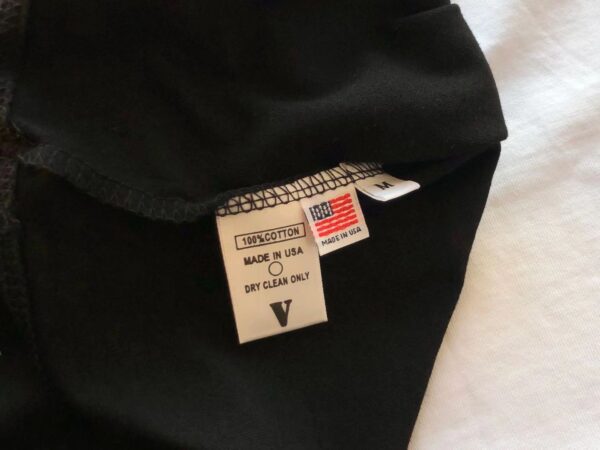 100%COTTON
MADE IN USA
DRY CLEAN ONLY
V
MADE IN USA
M